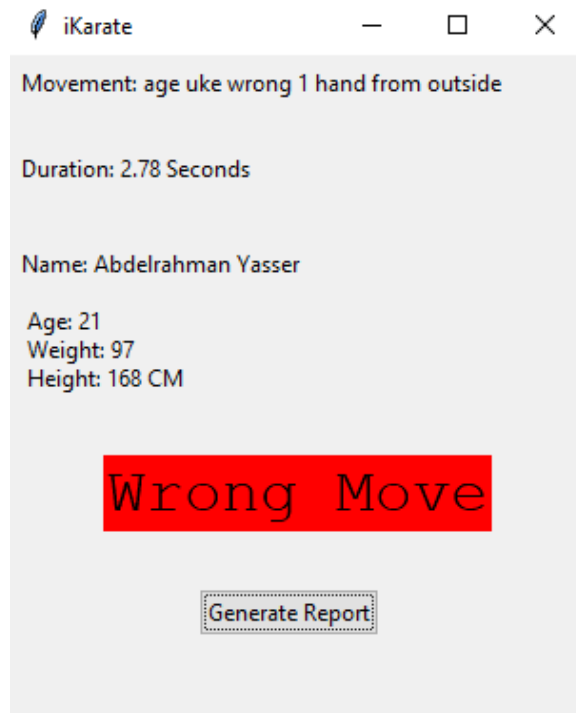 iKarate
Movement: age uke wrong 1 hand from outside
Duration: 2.78 Seconds
Name: Abdelrahman Yasser
Age: 21
Weight: 97
Height: 168 CM
Wrong Move
Generate Report